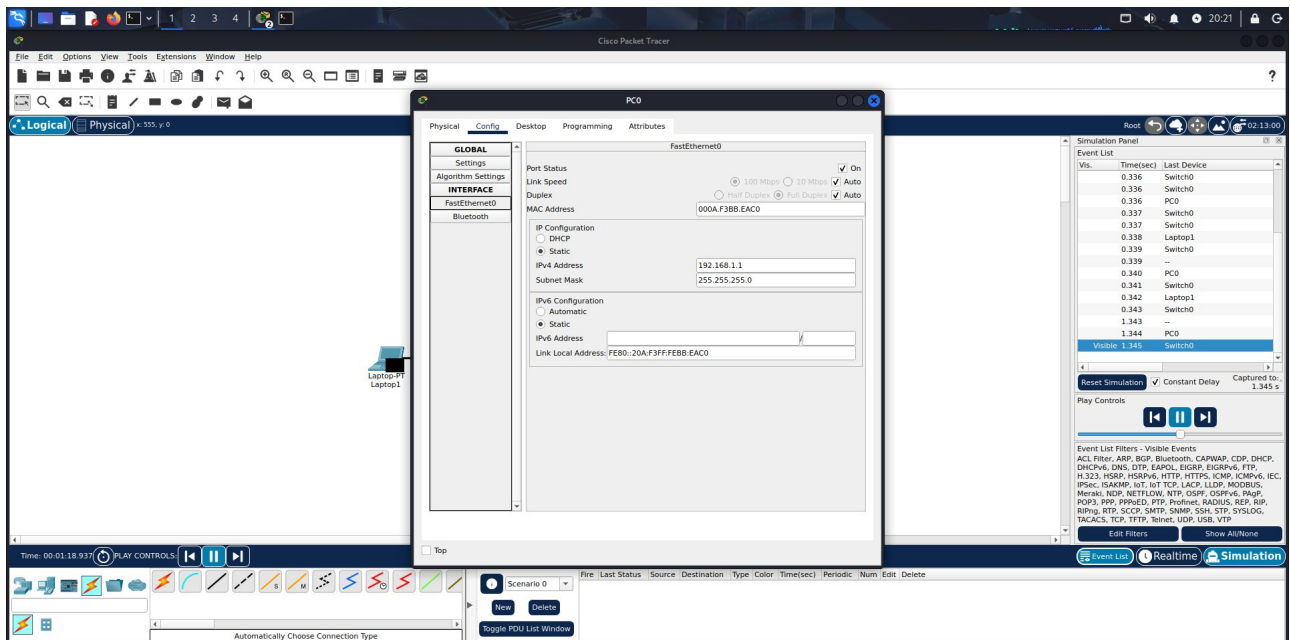 1 2 3 4
2
20:21
Cisco Packet Tracer
File Edit Options View Tools Extensions Window Help
?
Logical Physical x: 555, y: 0
Root 02:13:00
PC0
Physical Config Desktop Programming Attributes
GLOBAL
Settings
Algorithm Settings
INTERFACE
FastEthernet0
Bluetooth
FastEthernet0
Port Status On
Link Speed 100 Mbps 10 Mbps Auto
Duplex Half Duplex Full Duplex Auto
MAC Address 000A.F3BB.EAC0
IP Configuration
DHCP
Static
IPv4 Address 192.168.1.1
Subnet Mask 255.255.255.0
IPv6 Configuration
Automatic
Static
IPv6 Address /
Link Local Address: FE80::20A:F3FF:FEBB:EAC0
Top
Laptop-PT
Laptop1
Simulation Panel
Event List
Vis. Time(sec) Last Device
0.336 Switch0
0.336 Switch0
0.336 PC0
0.337 Switch0
0.337 Switch0
0.338 Laptop1
0.339 Switch0
0.339 --
0.340 PC0
0.341 Switch0
0.342 Laptop1
0.343 Switch0
1.343 --
1.344 PC0
Visible 1.345 Switch0
Reset Simulation Constant Delay Captured to:
1.345 s
Play Controls
Event List Filters - Visible Events
ACL Filter, ARP, BGP, Bluetooth, CAPWAP, CDP, DHCP,
DHCPv6, DNS, DTP, EAPOL, EIGRP, EIGRPv6, FTP,
H.323, HSRP, HSRPv6, HTTP, HTTPS, ICMP, ICMPv6, IEC,
IPSec, ISAKMP, IoT, IoT TCP, LACP, LLDP, MODBUS,
Meraki, NDP, NETFLOW, NTP, OSPF, OSPFv6, PAgP,
POP3, PPP, PPPoED, PTP, Profinet, RADIUS, REP, RIP,
RIPng, RTP, SCCP, SMTP, SNMP, SSH, STP, SYSLOG,
TACACS, TCP, TFTP, Telnet, UDP, USB, VTP
Edit Filters Show All/None
Time: 00:01:18.937 PLAY CONTROLS:
Event List Realtime Simulation
Scenario 0
New Delete
Toggle PDU List Window
Fire Last Status Source Destination Type Color Time(sec) Periodic Num Edit Delete
Automatically Choose Connection Type